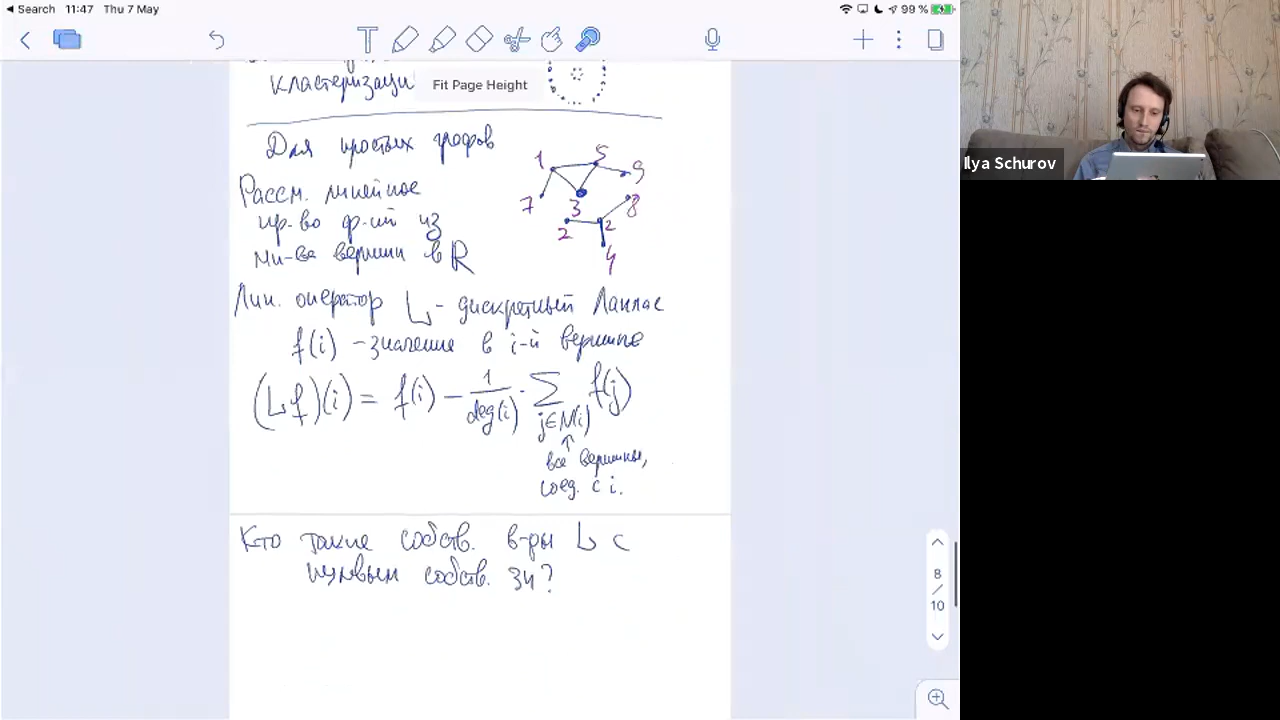 Search 11:47 Thu 7 May 99 %
кластеризаци
Fit Page Height
Для простых графов
Рассм. линейное
пр-во ф-ий из
мн-ва вершин в ℝ
1 5 9
7 3 8
2 2
4
Лин. оператор L - дискретный Лаплас
f(i) - значение в i-й вершине
(Lf)(i) = f(i) - 1/deg(i) · ∑ j∈N(i) f(j)
↑
все вершины,
соед. с i.
Кто такие собств. в-ры L с
нулевым собств. зн?
8
/
10
Ilya Schurov